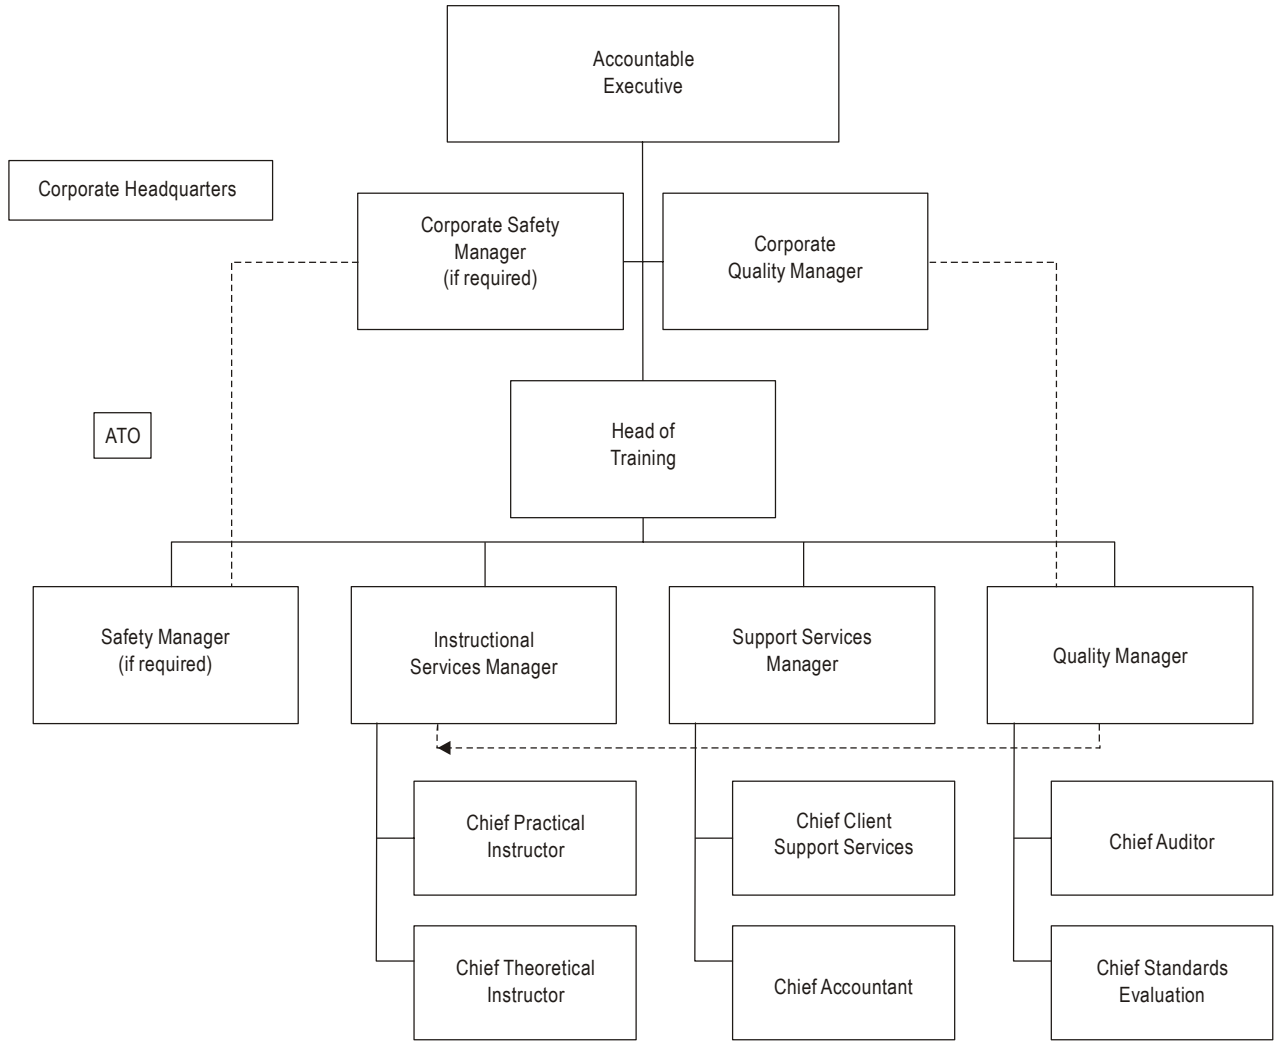 Accountable
Executive
Corporate Headquarters
Corporate Safety
Manager
(if required)
Corporate
Quality Manager
ATO
Head of
Training
Safety Manager
(if required)
Instructional
Services Manager
Support Services
Manager
Quality Manager
Chief Practical
Instructor
Chief Client
Support Services
Chief Auditor
Chief Theoretical
Instructor
Chief Accountant
Chief Standards
Evaluation